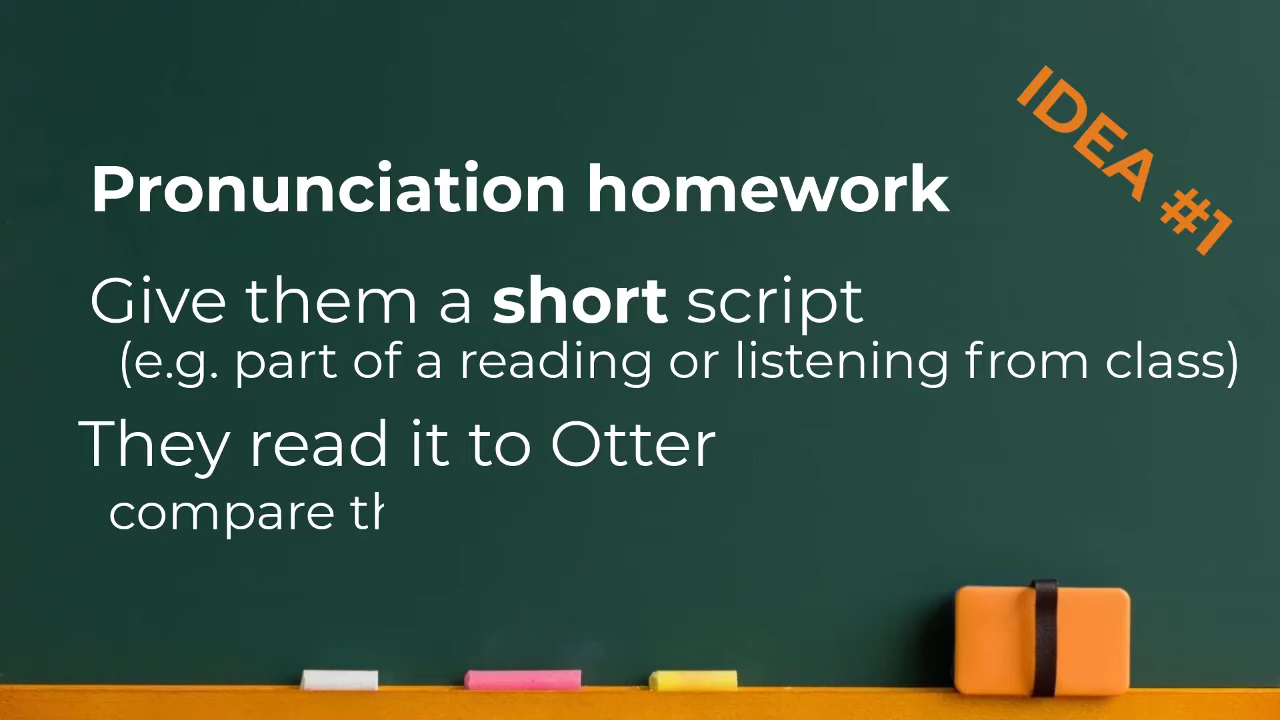 IDEA #1
Pronunciation homework
Give them a short script
(e.g. part of a reading or listening from class)
They read it to Otter
compare